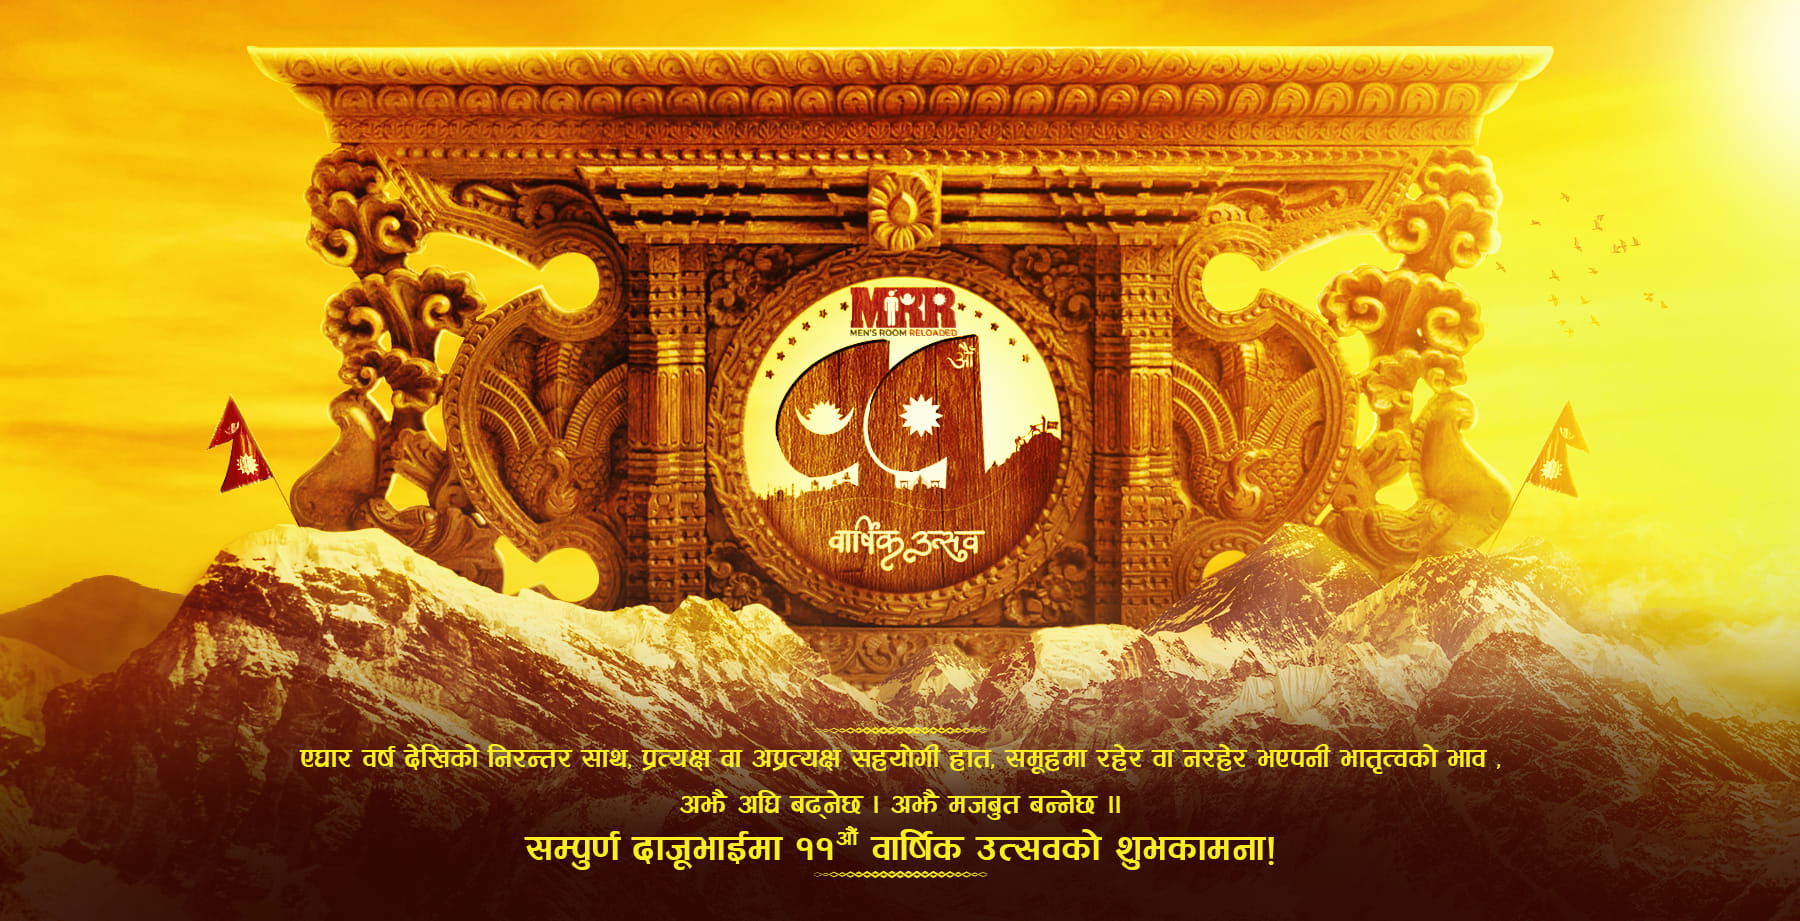 MRR
MEN'S ROOM RELOADED
११औं
वार्षिक उत्सव
एघार वर्ष देखिको निरन्तर साथ, प्रत्यक्ष वा अप्रत्यक्ष सहयोगी हात, समूहमा रहेर वा नरहेर भएपनी भातृत्वको भाव ,
अझै अघि बढ्नेछ । अझै मजबुत बन्नेछ ॥
सम्पुर्ण दाजूभाईमा ११औं वार्षिक उत्सवको शुभकामना!